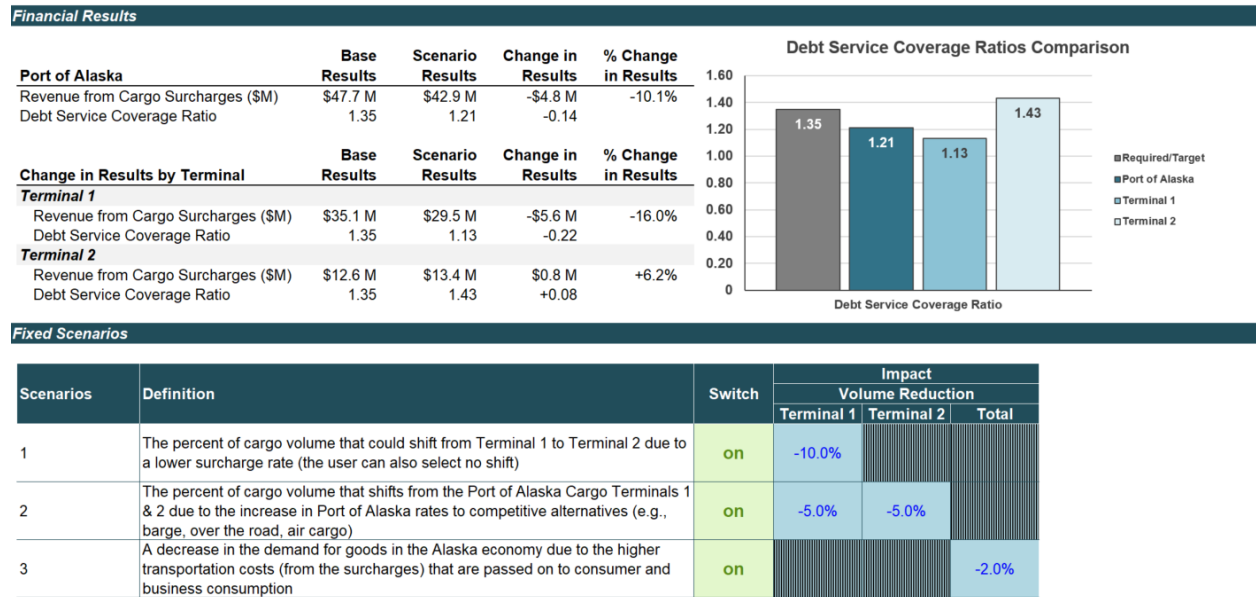 Financial Results
Base Scenario Change in % Change
Port of Alaska Results Results Results in Results
Revenue from Cargo Surcharges ($M) $47.7 M $42.9 M -$4.8 M -10.1%
Debt Service Coverage Ratio 1.35 1.21 -0.14
Base Scenario Change in % Change
Change in Results by Terminal Results Results Results in Results
Terminal 1
Revenue from Cargo Surcharges ($M) $35.1 M $29.5 M -$5.6 M -16.0%
Debt Service Coverage Ratio 1.35 1.13 -0.22
Terminal 2
Revenue from Cargo Surcharges ($M) $12.6 M $13.4 M $0.8 M +6.2%
Debt Service Coverage Ratio 1.35 1.43 +0.08
Debt Service Coverage Ratios Comparison
1.60
1.40
1.20
1.00
0.80
0.60
0.40
0.20
0
1.35
1.21
1.13
1.43
Debt Service Coverage Ratio
Required/Target
Port of Alaska
Terminal 1
Terminal 2
Fixed Scenarios
Impact
Scenarios Definition Switch Volume Reduction
Terminal 1 Terminal 2 Total
1
The percent of cargo volume that could shift from Terminal 1 to Terminal 2 due to
a lower surcharge rate (the user can also select no shift)
on -10.0%
2
The percent of cargo volume that shifts from the Port of Alaska Cargo Terminals 1
& 2 due to the increase in Port of Alaska rates to competitive alternatives (e.g.,
barge, over the road, air cargo)
on -5.0% -5.0%
3
A decrease in the demand for goods in the Alaska economy due to the higher
transportation costs (from the surcharges) that are passed on to consumer and
business consumption
on -2.0%